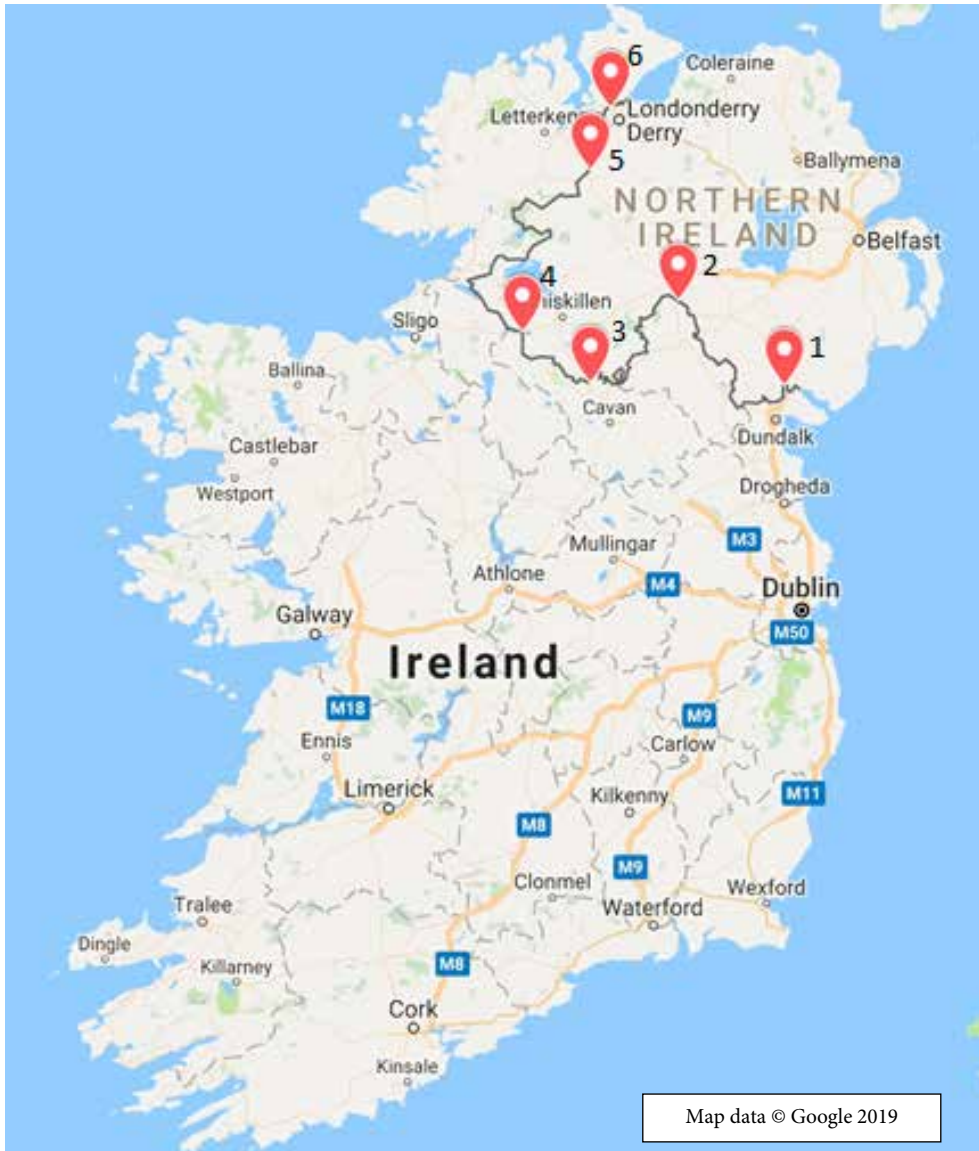 6
Coleraine
Letterken
Londonderry
Derry
5
Ballymena
NORTHERN
IRELAND
Belfast
2
4
niskillen
3
Sligo
1
Ballina
Cavan
Dundalk
Castlebar
Westport
Drogheda
M3
Mullingar
Athlone
M4
Dublin
Galway
M50
Ireland
M18
M9
Ennis
Carlow
Limerick
Kilkenny
M11
M8
M9
Clonmel
Wexford
Tralee
Waterford
Dingle
Killarney
M8
Cork
Kinsale
Map data © Google 2019